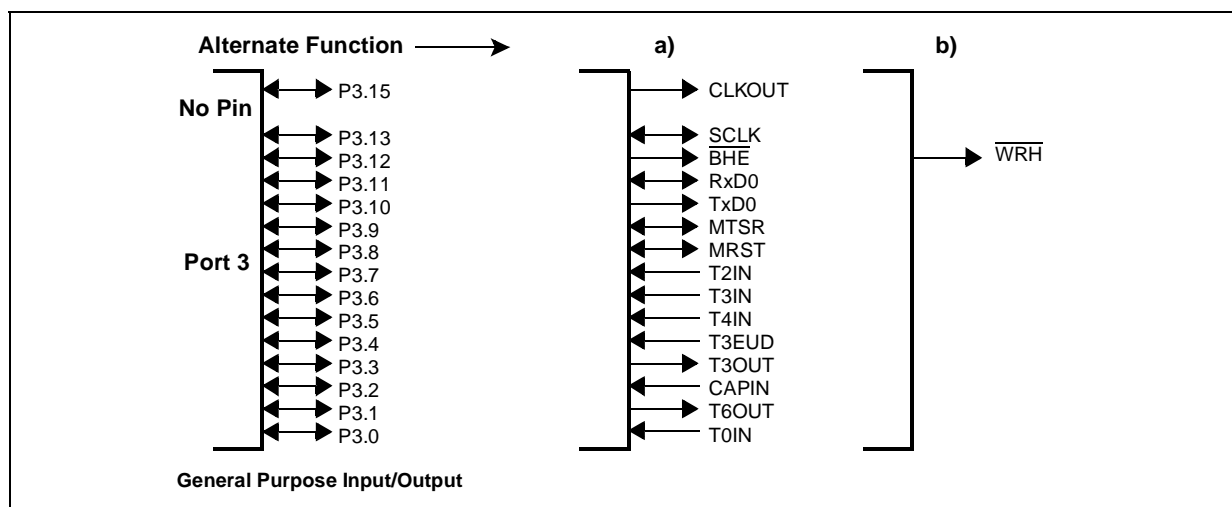 Alternate Function a) b)
P3.15 CLKOUT
No Pin
P3.13 SCLK
P3.12 B̅H̅E̅ W̅R̅H̅
P3.11 RxD0
P3.10 TxD0
P3.9 MTSR
P3.8 MRST
Port 3
P3.7 T2IN
P3.6 T3IN
P3.5 T4IN
P3.4 T3EUD
P3.3 T3OUT
P3.2 CAPIN
P3.1 T6OUT
P3.0 T0IN
General Purpose Input/Output